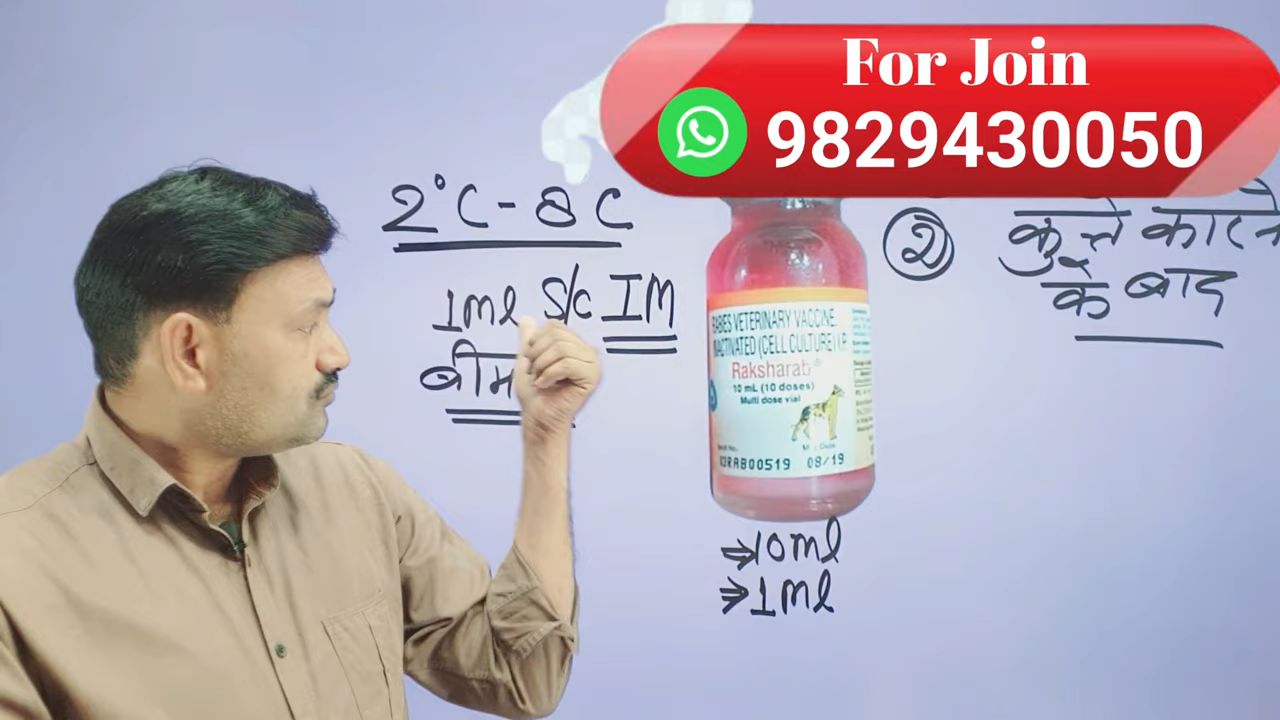 For Join
9829430050
2°C - 8 C
1ml S/C IM
② कुत्ते काटने
के बाद
RABIES VETERINARY VACCINE,
INACTIVATED (CELL CULTURE) I.P.
Raksharab®
10 mL (10 doses)
Multi dose vial
08/19
⇒10ml
⇒1ml